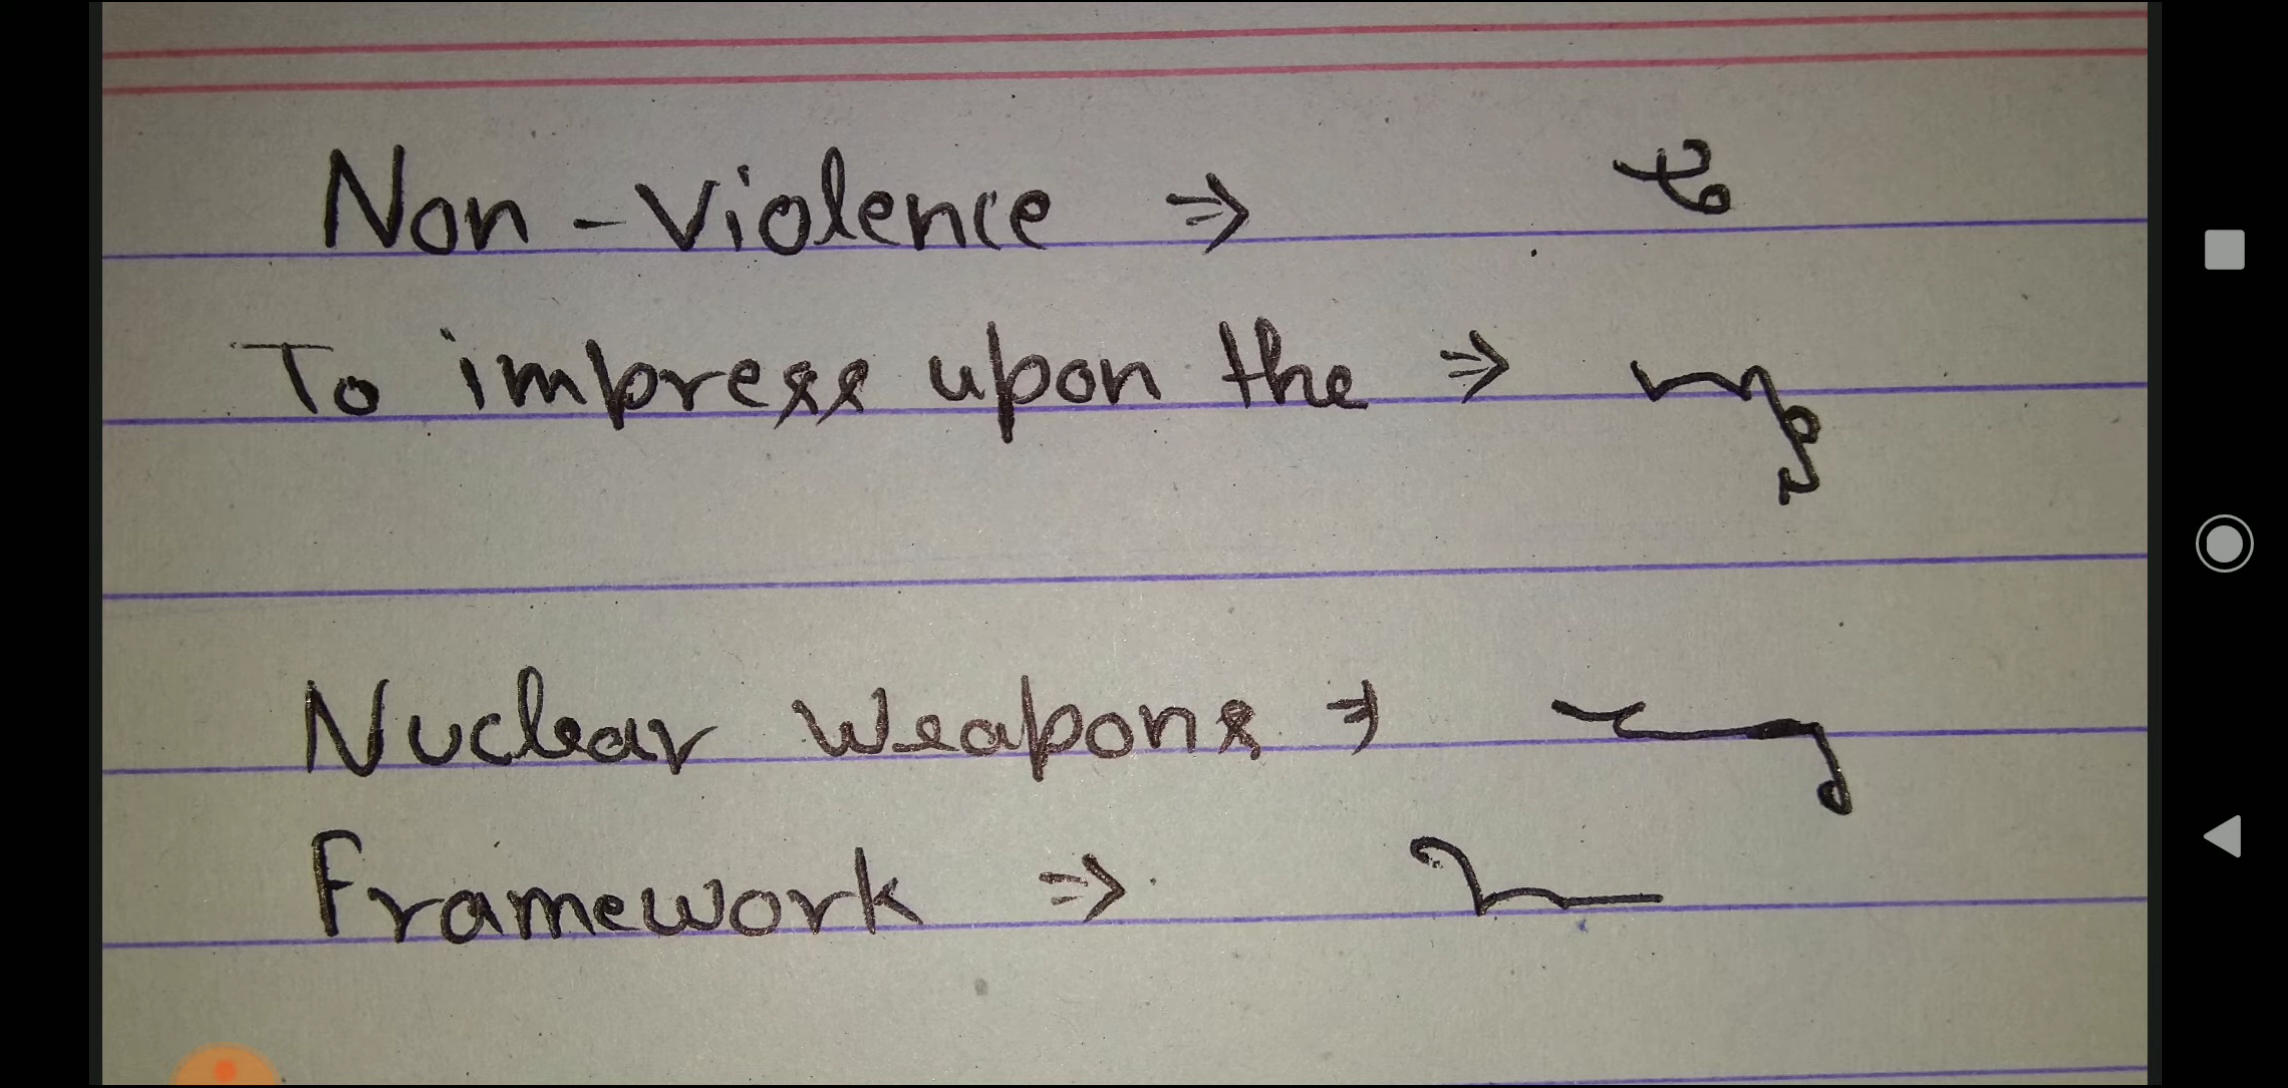 Non-Violence ⇒
To impress upon the ⇒
Nuclear Weapons ⇒
Framework ⇒